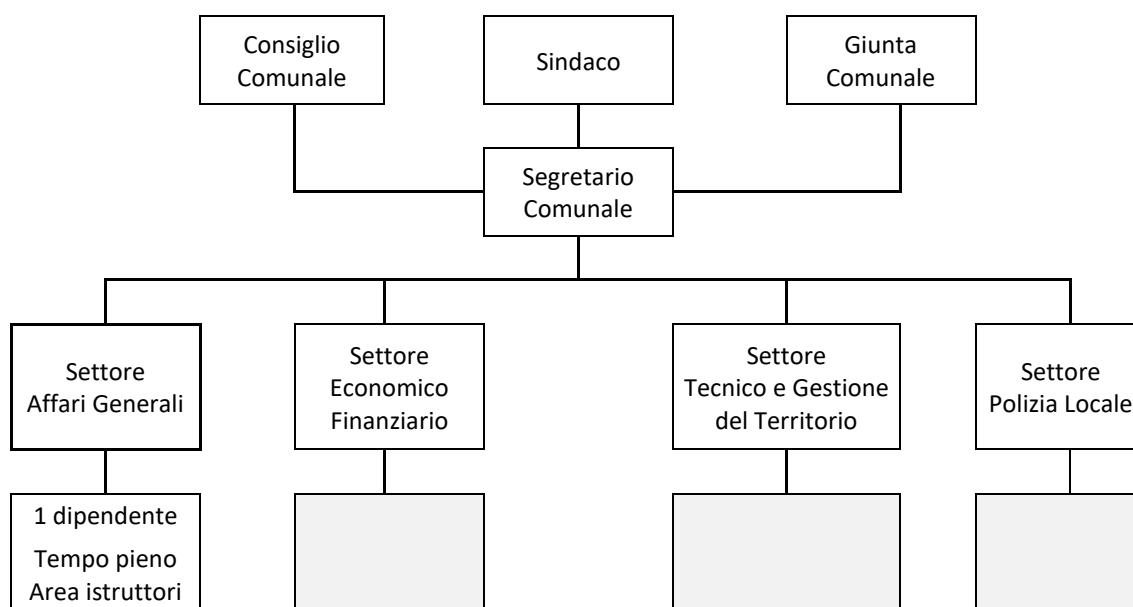 Consiglio
Comunale
Sindaco
Giunta
Comunale
Segretario
Comunale
Settore
Affari Generali
Settore
Economico
Finanziario
Settore
Tecnico e Gestione
del Territorio
Settore
Polizia Locale
1 dipendente
Tempo pieno
Area istruttori